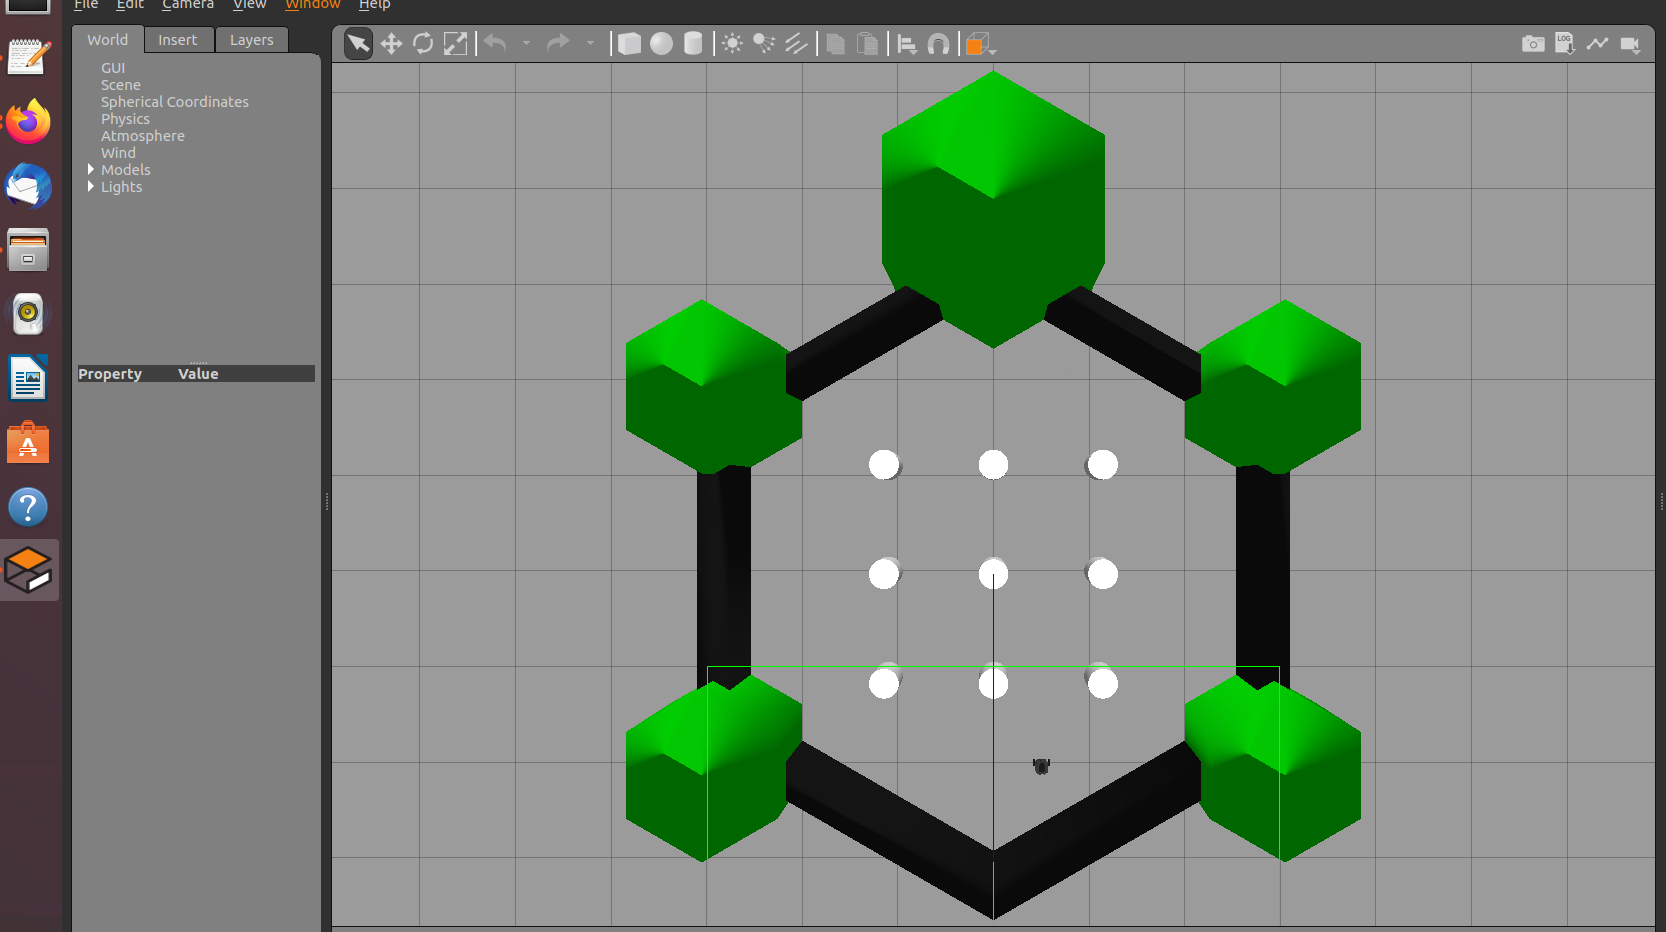 File Edit Camera View Window Help
World Insert Layers
GUI
Scene
Spherical Coordinates
Physics
Atmosphere
Wind
Models
Lights
Property Value
LOG